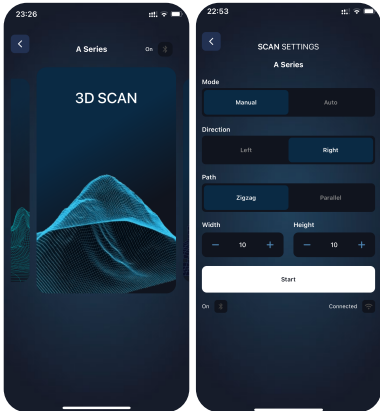 23:26
A Series
On
3D SCAN
22:53
SCAN SETTINGS
A Series
Mode
Manual Auto
Direction
Left Right
Path
Zigzag Parallel
Width Height
− 10 + − 10 +
Start
On Connected